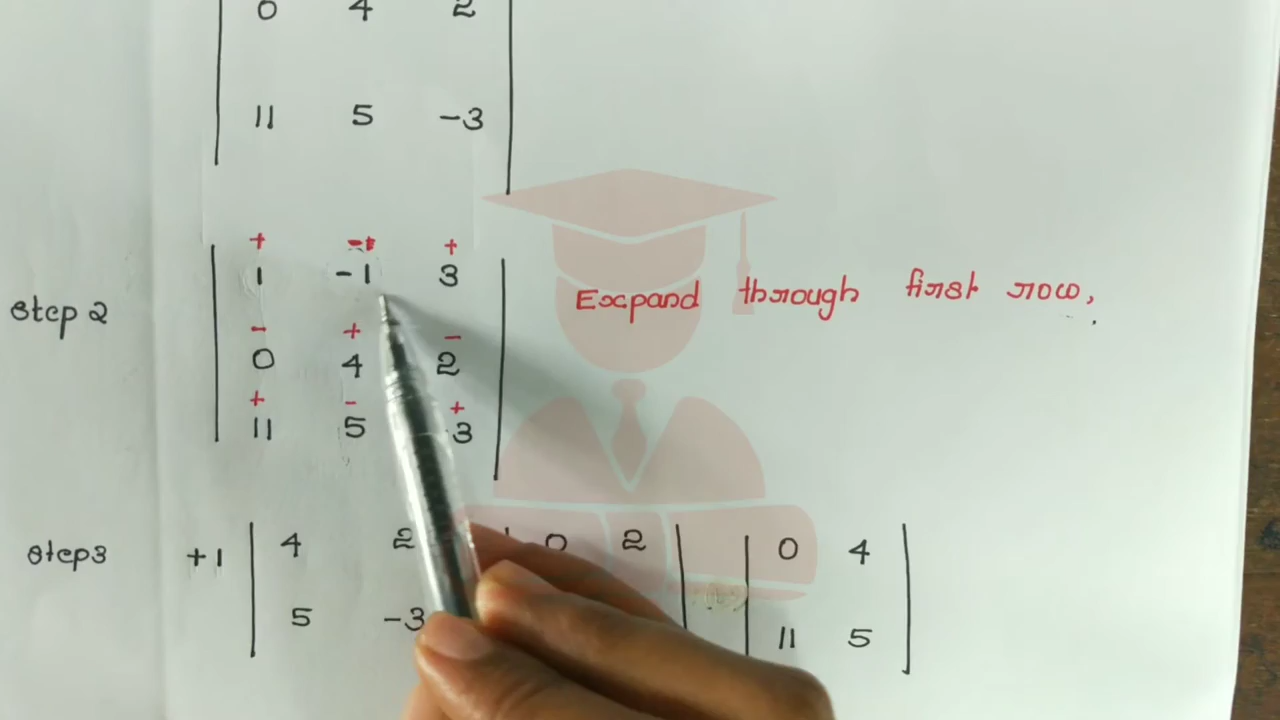 0 4 2
11 5 -3
+ - +
1 -1 3
Step 2 Expand through first row,
- + -
0 4 2
+ - +
11 5 3
4 2 0 2 0 4
Step3 +1
5 -3 11 5